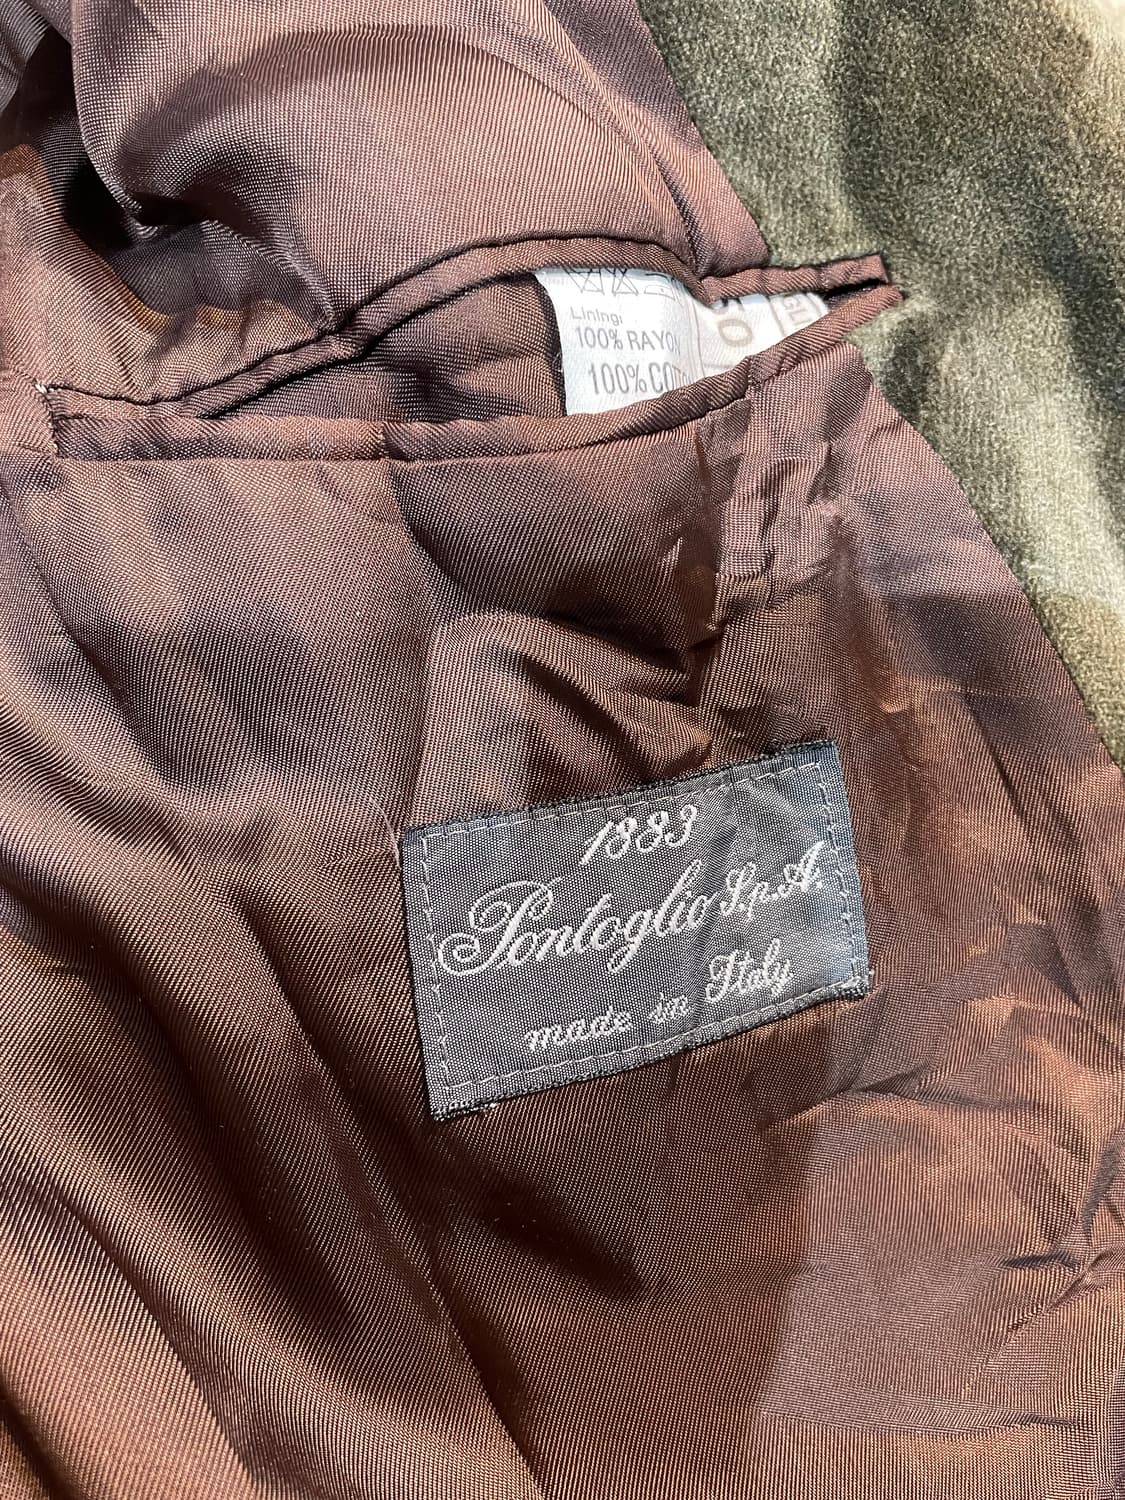 Lining:
100% RAYON
100% COT
1883
Pontoglio S.p.A.
made in Italy